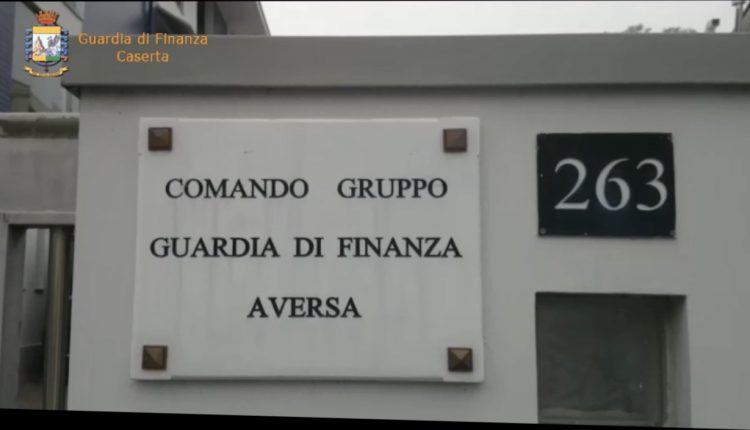 Guardia di Finanza
Caserta
COMANDO GRUPPO
GUARDIA DI FINANZA
AVERSA
263